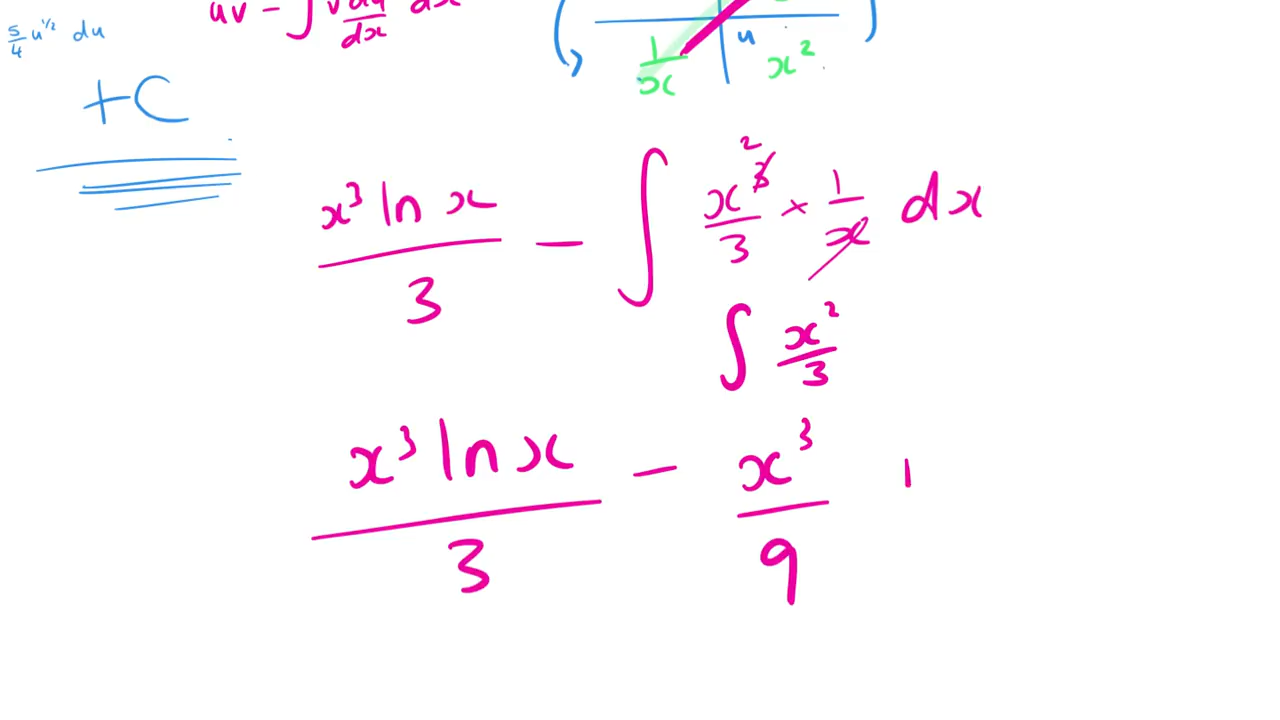 uv - ∫ v du/dx dx
5/4 u^1/2 du
u
1/x x²
+C
x³ ln x / 3 - ∫ x³/3 × 1/x dx
2
∫ x²/3
x³ ln x / 3 - x³/9